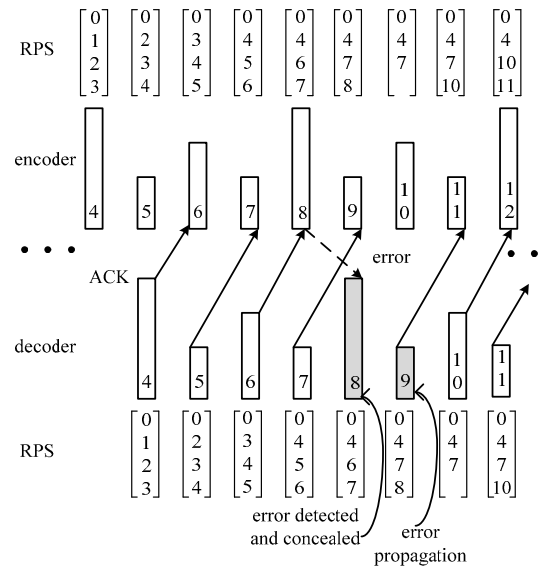 0 0 0 0 0 0 0 0 0
RPS
1 2 3 4 4 4 4 4 4
2 3 4 5 6 7 7 7 10
3 4 5 6 7 8 10 11
encoder
4 5 6 7 8 9 10 11 12
error
ACK
decoder
4 5 6 7 8 9 10 11
0 0 0 0 0 0 0 0
RPS
1 2 3 4 4 4 4 4
2 3 4 5 6 7 7 7
3 4 5 6 7 8 10
error detected
and concealed
error
propagation